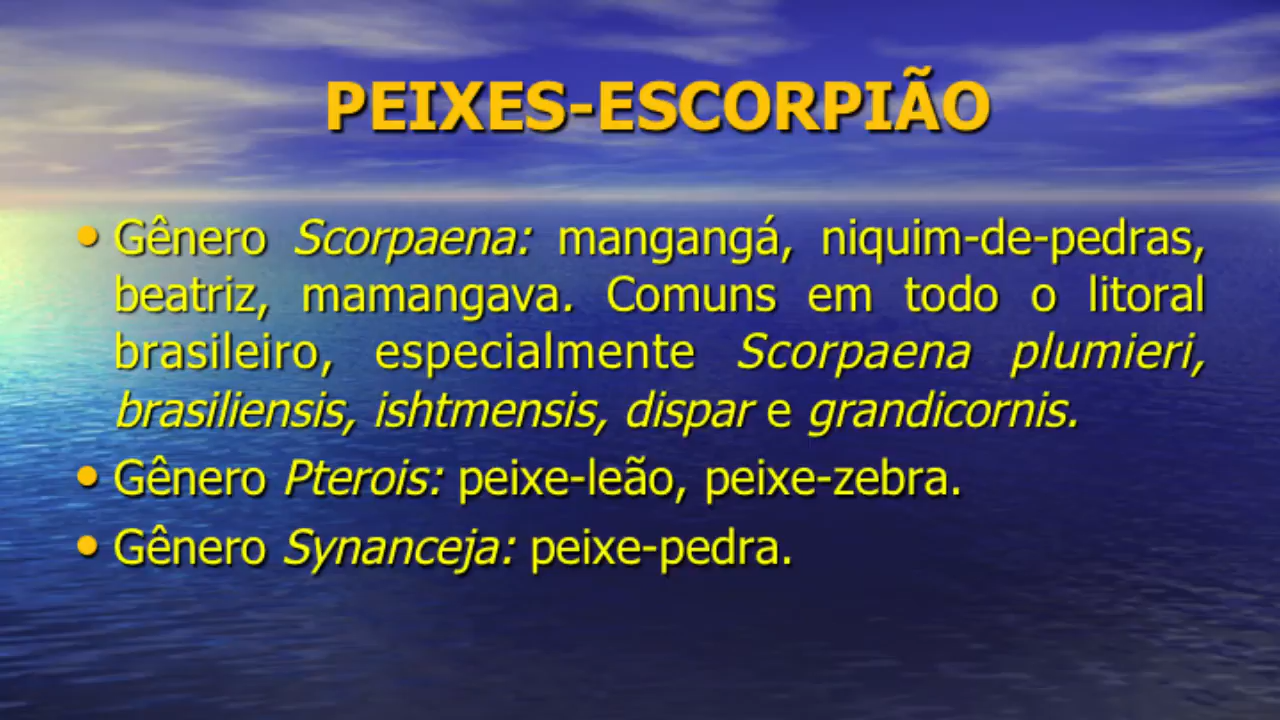 PEIXES-ESCORPIÃO
• Gênero Scorpaena: mangangá, niquim-de-pedras,
beatriz, mamangava. Comuns em todo o litoral
brasileiro, especialmente Scorpaena plumieri,
brasiliensis, ishtmensis, dispar e grandicornis.
• Gênero Pterois: peixe-leão, peixe-zebra.
• Gênero Synanceja: peixe-pedra.